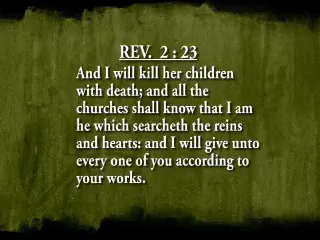 REV. 2 : 23
And I will kill her children
with death; and all the
churches shall know that I am
he which searcheth the reins
and hearts: and I will give unto
every one of you according to
your works.